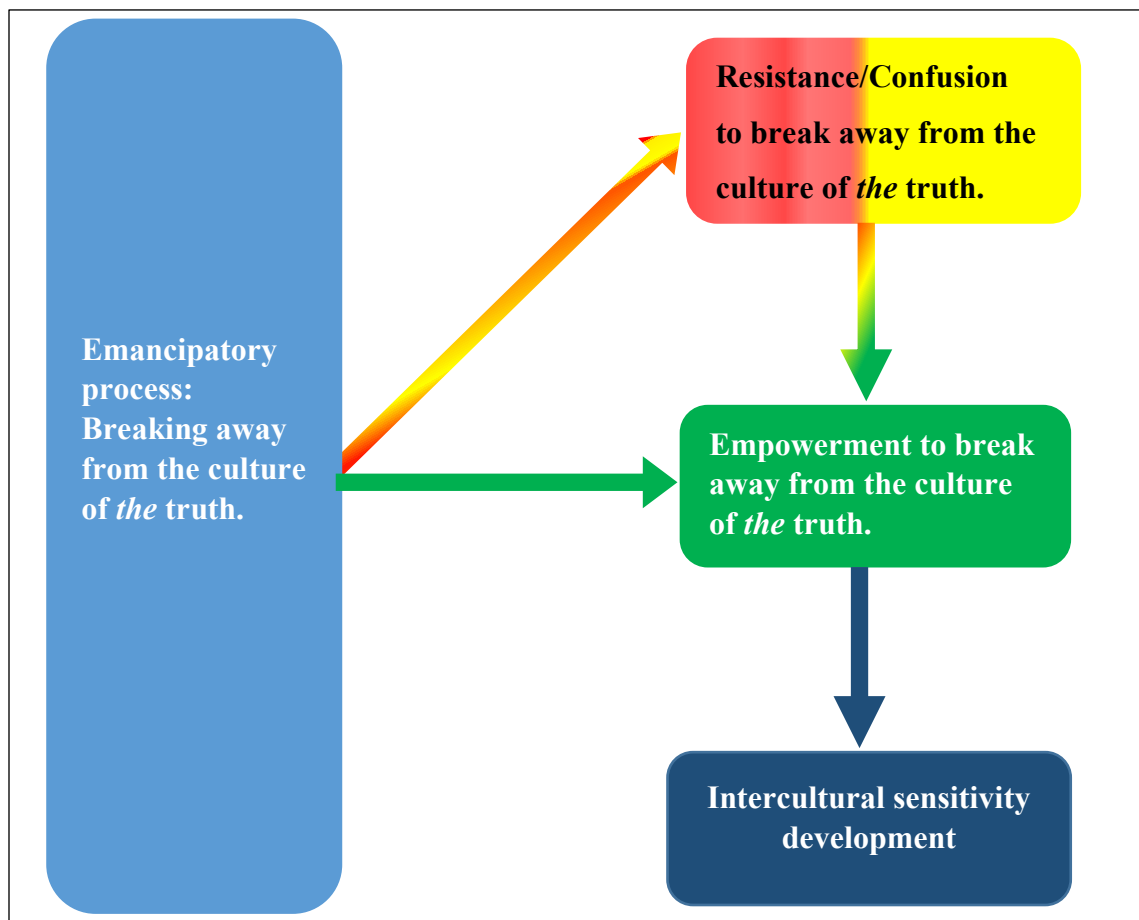 Emancipatory
process:
Breaking away
from the culture
of the truth.
Resistance/Confusion
to break away from the
culture of the truth.
Empowerment to break
away from the culture
of the truth.
Intercultural sensitivity
development